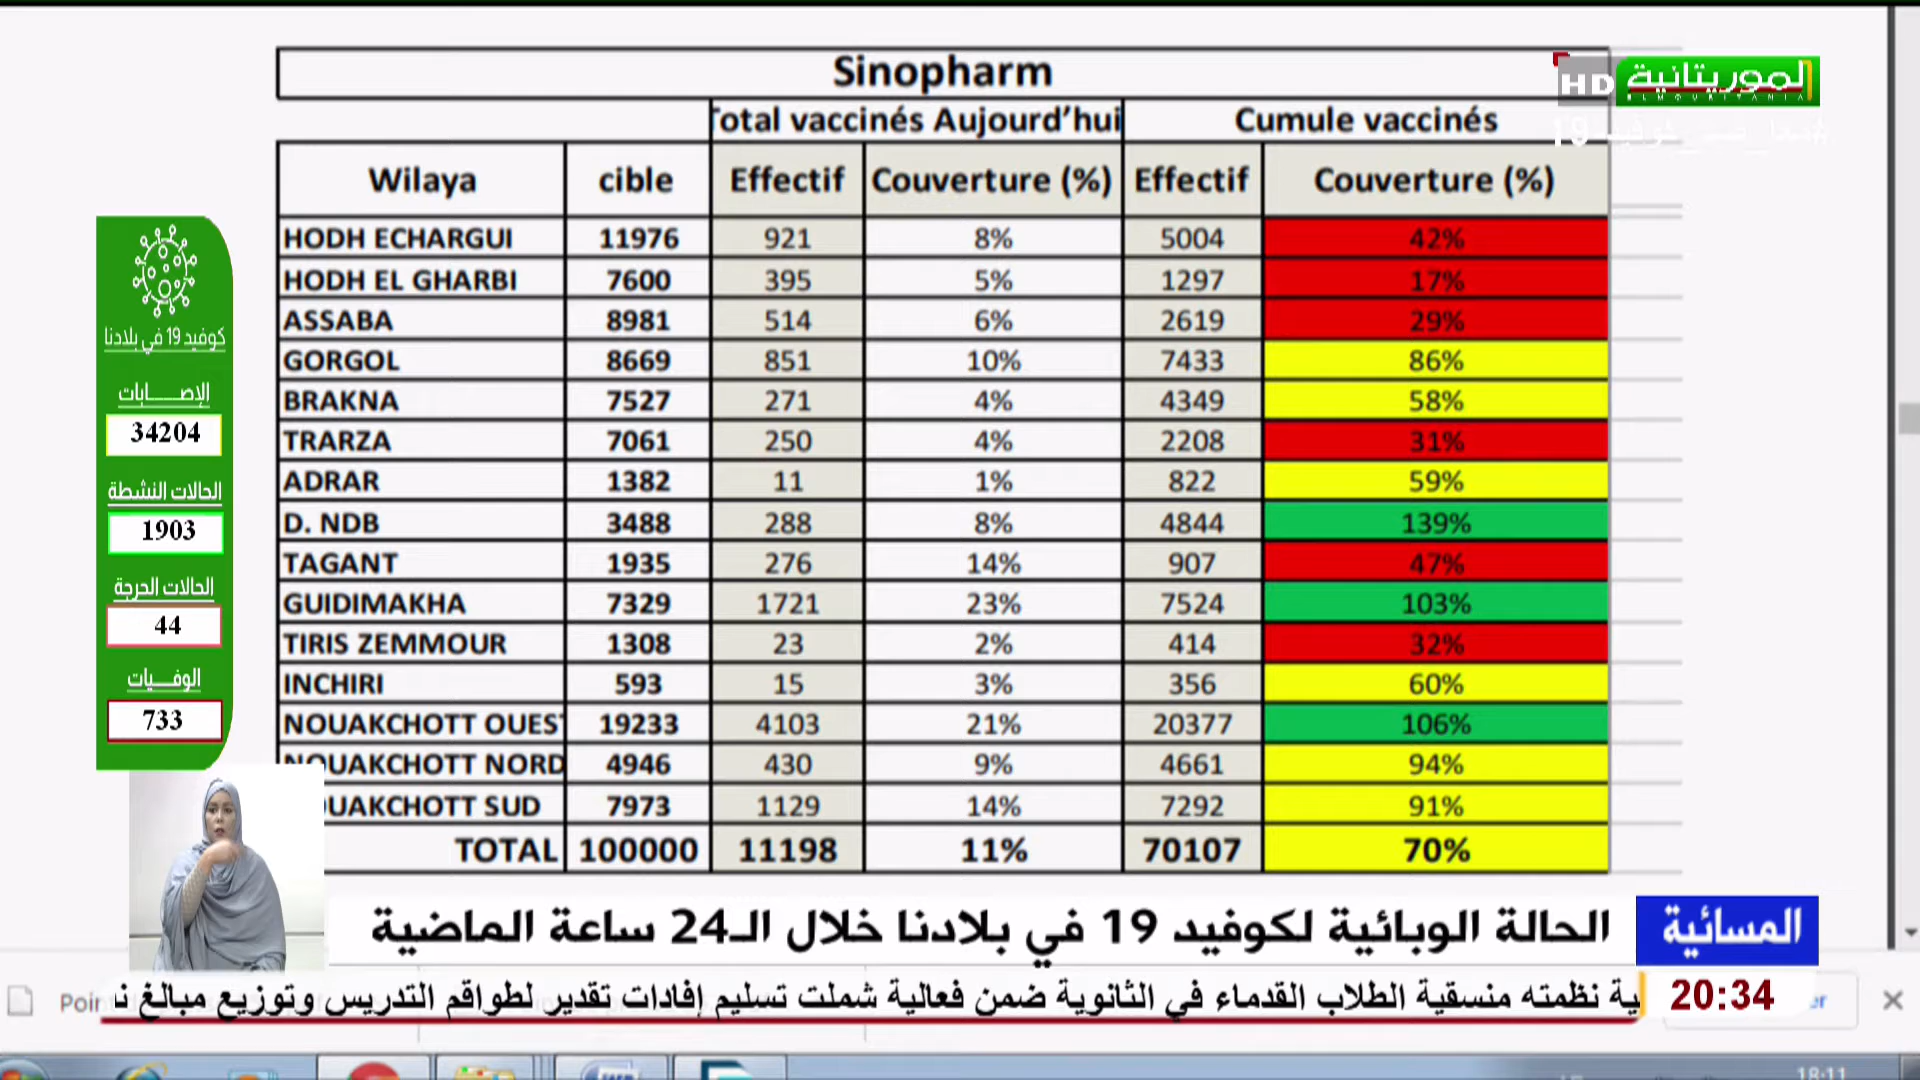 Sinopharm
HD الموريتانية
ELMOURITANIA
Total vaccinés Aujourd’hui Cumule vaccinés
Wilaya cible Effectif Couverture (%) Effectif Couverture (%)
HODH ECHARGUI 11976 921 8% 5004 42%
HODH EL GHARBI 7600 395 5% 1297 17%
ASSABA 8981 514 6% 2619 29%
GORGOL 8669 851 10% 7433 86%
BRAKNA 7527 271 4% 4349 58%
TRARZA 7061 250 4% 2208 31%
ADRAR 1382 11 1% 822 59%
D. NDB 3488 288 8% 4844 139%
TAGANT 1935 276 14% 907 47%
GUIDIMAKHA 7329 1721 23% 7524 103%
TIRIS ZEMMOUR 1308 23 2% 414 32%
INCHIRI 593 15 3% 356 60%
NOUAKCHOTT OUEST 19233 4103 21% 20377 106%
NOUAKCHOTT NORD 4946 430 9% 4661 94%
OUAKCHOTT SUD 7973 1129 14% 7292 91%
TOTAL 100000 11198 11% 70107 70%
كوفيد 19 في بلادنا
الإصابات
34204
الحالات النشطة
1903
الحالات الحرجة
44
الوفيات
733
المسائية
الحالة الوبائية لكوفيد 19 في بلادنا خلال الـ24 ساعة الماضية
20:34
ية نظمته منسقية الطلاب القدماء في الثانوية ضمن فعالية شملت تسليم إفادات تقدير لطواقم التدريس وتوزيع مبالغ نـ
Poin
18:11